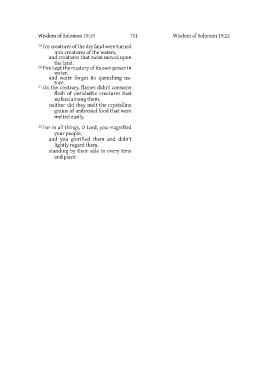 Wisdom of Solomon 19:19 701 Wisdom of Solomon 19:22
19 For creatures of the dry land were turned
into creatures of the waters,
and creatures that swim moved upon
the land.
20 Fire kept the mastery of its own power in
water,
and water forgot its quenching na-
ture.
21 On the contrary, flames didn't consume
flesh of perishable creatures that
walked among them,
neither did they melt the crystalline
grains of ambrosial food that were
melted easily.
22 For in all things, O Lord, you magnified
your people,
and you glorified them and didn't
lightly regard them,
standing by their side in every time
and place.